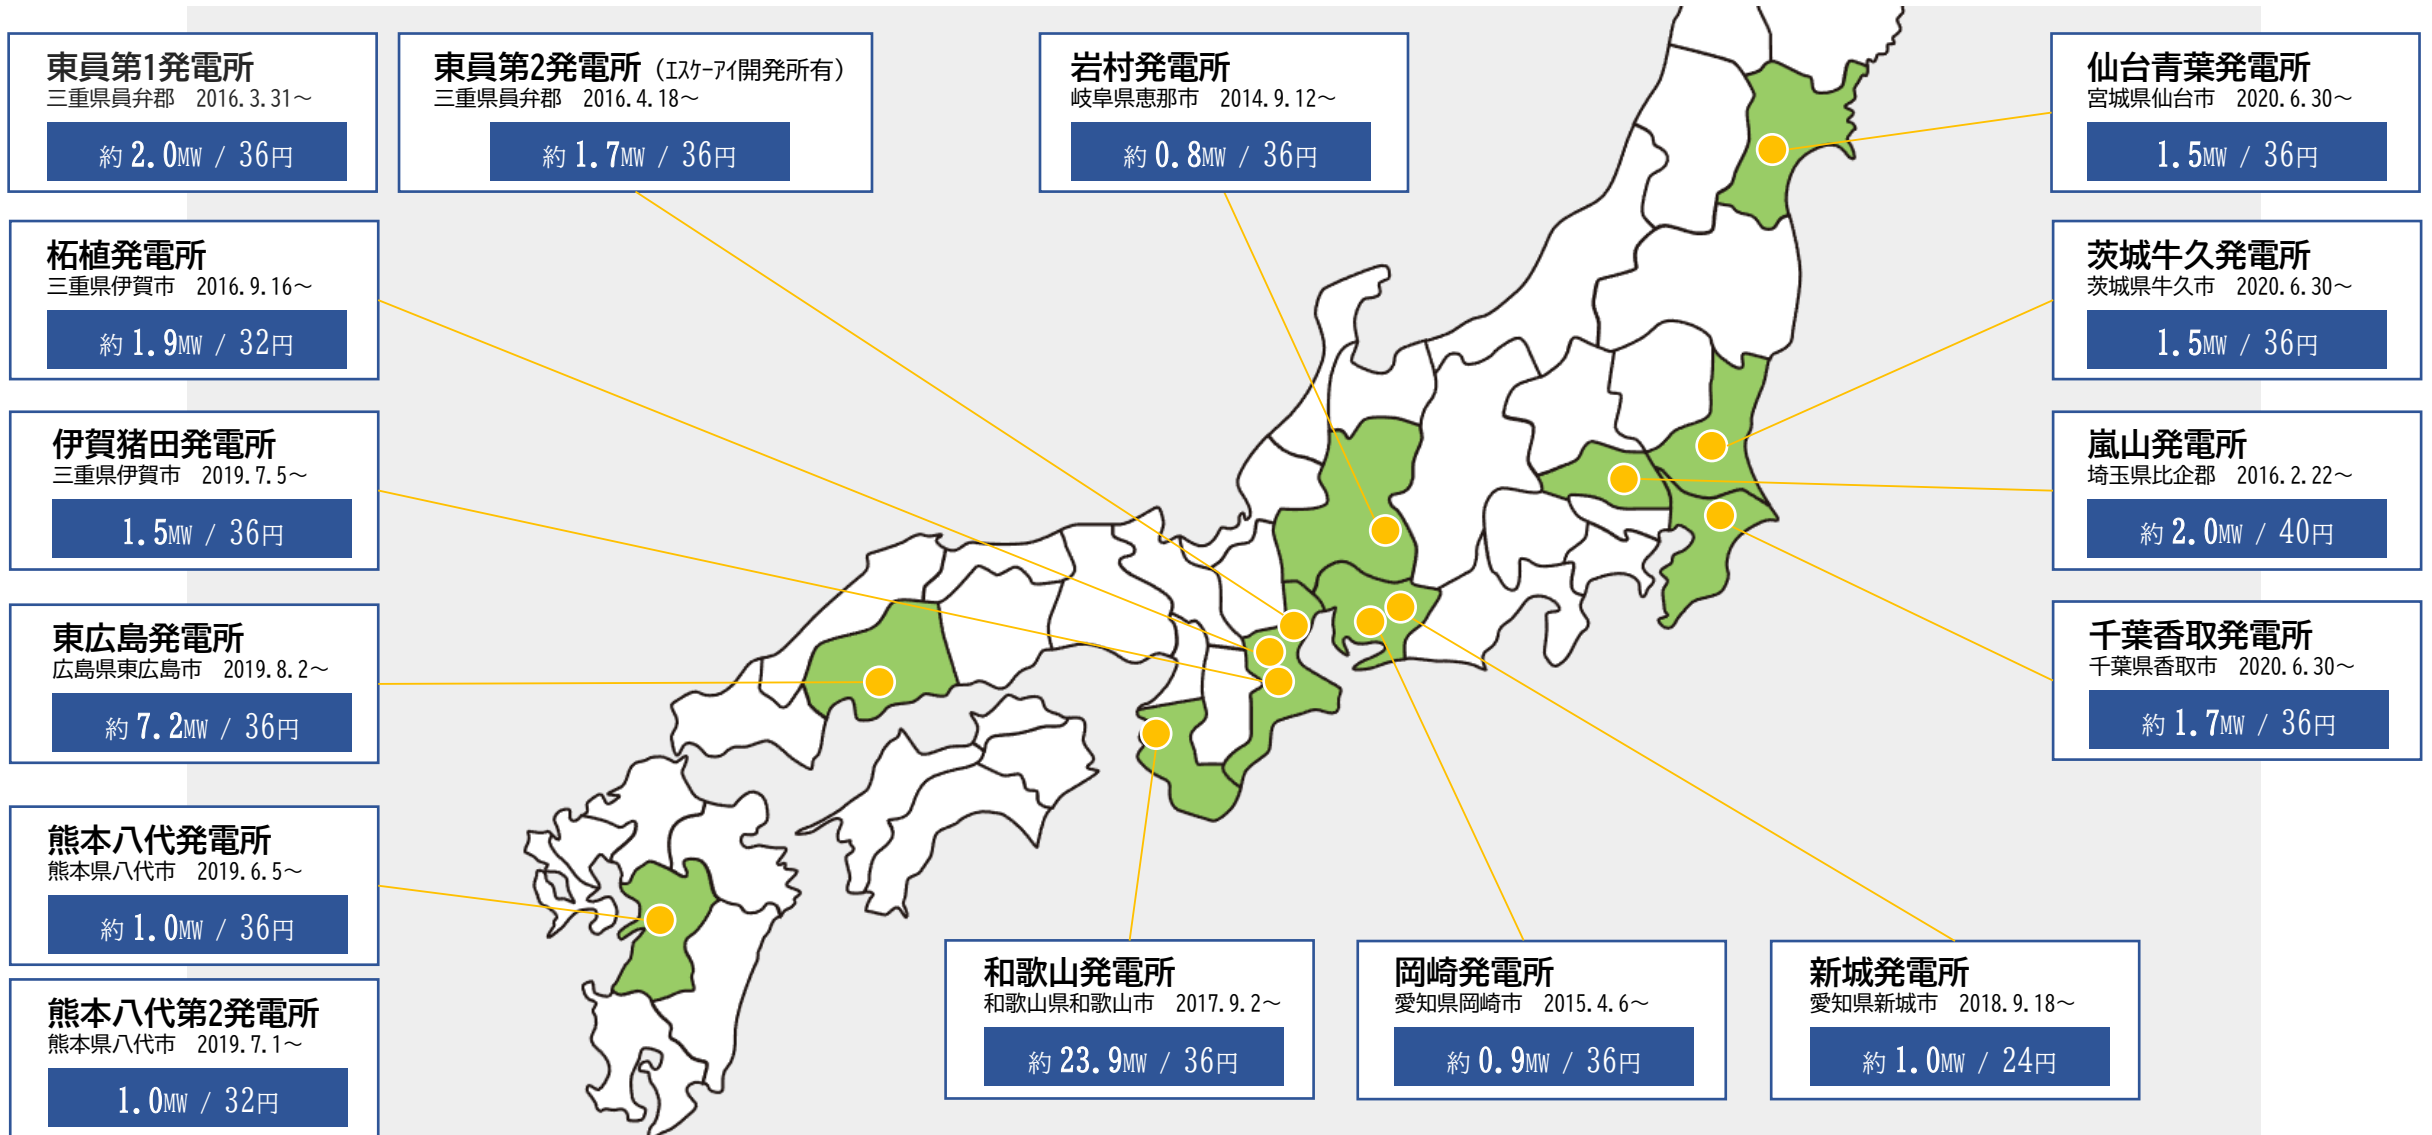 東員第1発電所
三重県員弁郡　2016.3.31～
約 2.0MW / 36円
東員第2発電所（ｴｽｹｰｱｲ開発所有）
三重県員弁郡　2016.4.18～
約 1.7MW / 36円
岩村発電所
岐阜県恵那市　2014.9.12～
約 0.8MW / 36円
仙台青葉発電所
宮城県仙台市　2020.6.30～
1.5MW / 36円
柘植発電所
三重県伊賀市　2016.9.16～
約 1.9MW / 32円
茨城牛久発電所
茨城県牛久市　2020.6.30～
1.5MW / 36円
伊賀猪田発電所
三重県伊賀市　2019.7.5～
1.5MW / 36円
嵐山発電所
埼玉県比企郡　2016.2.22～
約 2.0MW / 40円
東広島発電所
広島県東広島市　2019.8.2～
約 7.2MW / 36円
千葉香取発電所
千葉県香取市　2020.6.30～
約 1.7MW / 36円
熊本八代発電所
熊本県八代市　2019.6.5～
約 1.0MW / 36円
熊本八代第2発電所
熊本県八代市　2019.7.1～
1.0MW / 32円
和歌山発電所
和歌山県和歌山市　2017.9.2～
約 23.9MW / 36円
岡崎発電所
愛知県岡崎市　2015.4.6～
約 0.9MW / 36円
新城発電所
愛知県新城市　2018.9.18～
約 1.0MW / 24円